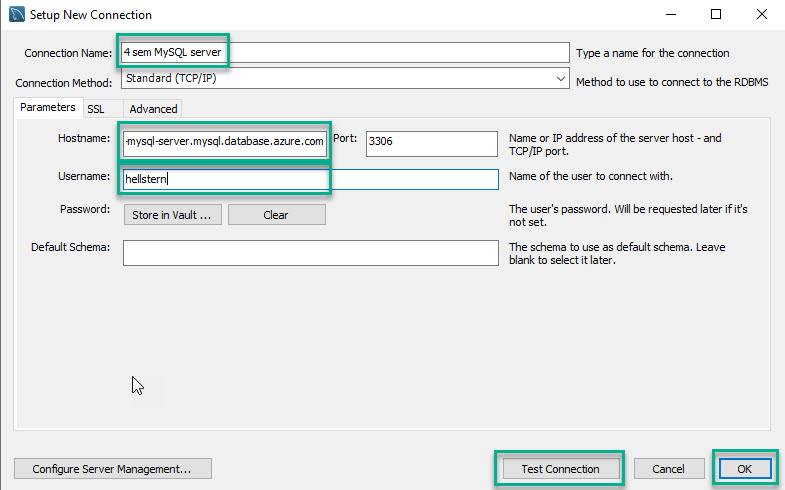 Setup New Connection
Connection Name: 4 sem MySQL server Type a name for the connection
Connection Method: Standard (TCP/IP) Method to use to connect to the RDBMS
Parameters SSL Advanced
Hostname: -mysql-server.mysql.database.azure.com Port: 3306 Name or IP address of the server host - and
TCP/IP port.
Username: hellstern Name of the user to connect with.
Password: Store in Vault ... Clear The user's password. Will be requested later if it's
not set.
Default Schema: The schema to use as default schema. Leave
blank to select it later.
Configure Server Management... Test Connection Cancel OK